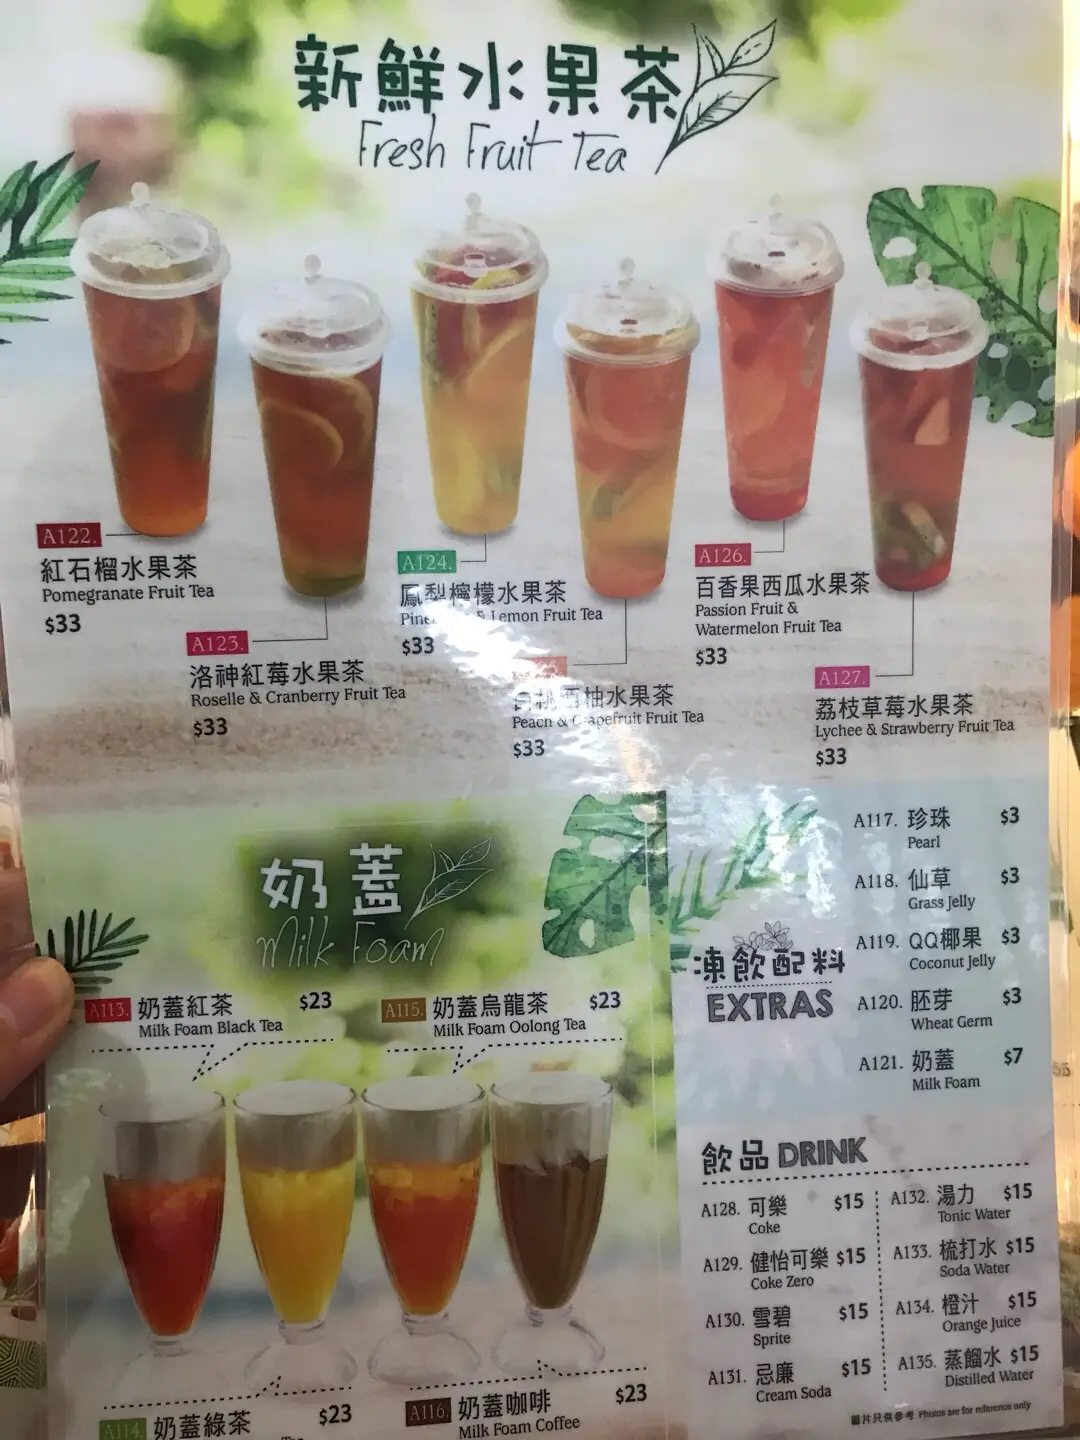 新鮮水果茶
Fresh Fruit Tea
A122.
紅石榴水果茶
Pomegranate Fruit Tea
$33
A123.
洛神紅莓水果茶
Roselle & Cranberry Fruit Tea
$33
A124.
鳳梨檸檬水果茶
& Lemon Fruit Tea
$33
水果茶
Peach & Fruit Tea
$33
A126.
百香果西瓜水果茶
Passion Fruit &
Watermelon Fruit Tea
$33
A127.
荔枝草莓水果茶
Lychee & Strawberry Fruit Tea
$33
奶蓋
Milk Foam
A113. 奶蓋紅茶 $23
Milk Foam Black Tea
A115. 奶蓋烏龍茶 $23
Milk Foam Oolong Tea
A114. 奶蓋綠茶 $23
Tea
A116. 奶蓋咖啡 $23
Milk Foam Coffee
凍飲配料
EXTRAS
A117. 珍珠 $3
Pearl
A118. 仙草 $3
Grass Jelly
A119. QQ椰果 $3
Coconut Jelly
A120. 胚芽 $3
Wheat Germ
A121. 奶蓋 $7
Milk Foam
飲品 DRINK
A128. 可樂 $15
Coke
A129. 健怡可樂 $15
Coke Zero
A130. 雪碧 $15
Sprite
A131. 忌廉 $15
Cream Soda
A132. 湯力 $15
Tonic Water
A133. 梳打水 $15
Soda Water
A134. 橙汁 $15
Orange Juice
A135. 蒸餾水 $15
Distilled Water
圖片只供參考 Photos are for reference only